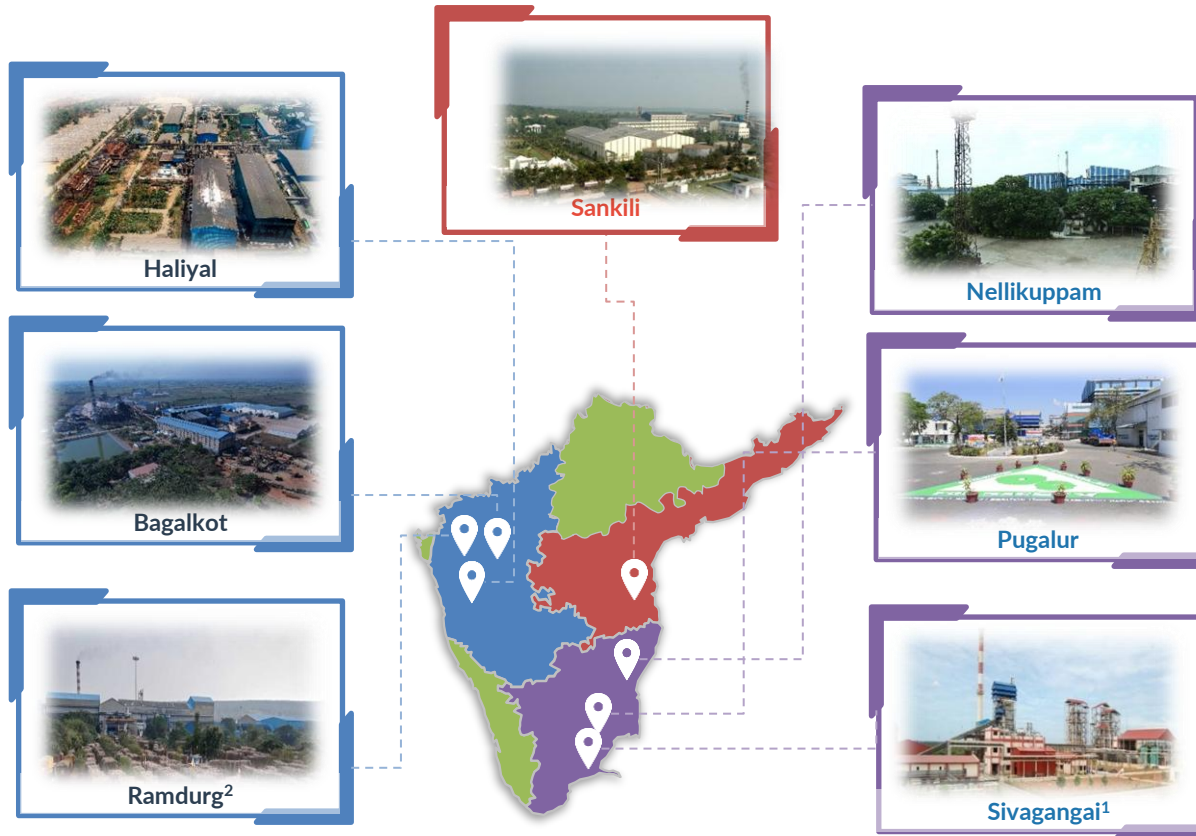 Sankili
Haliyal
Nellikuppam
Bagalkot
Pugalur
Ramdurg²
Sivagangai¹